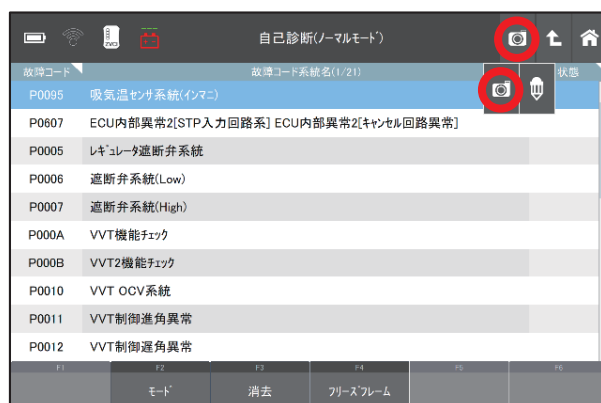 自己診断(ノーマルモード)
故障コード 故障コード系統名(1/21) 状態
P0095 吸気温センサ系統(インマニ)
P0607 ECU内部異常2[STP入力回路系] ECU内部異常2[キャンセル回路異常]
P0005 レギュレータ遮断弁系統
P0006 遮断弁系統(Low)
P0007 遮断弁系統(High)
P000A VVT機能チェック
P000B VVT2機能チェック
P0010 VVT OCV系統
P0011 VVT制御進角異常
P0012 VVT制御遅角異常
F1 F2 F3 F4 F5 F6
モード 消去 フリーズフレーム